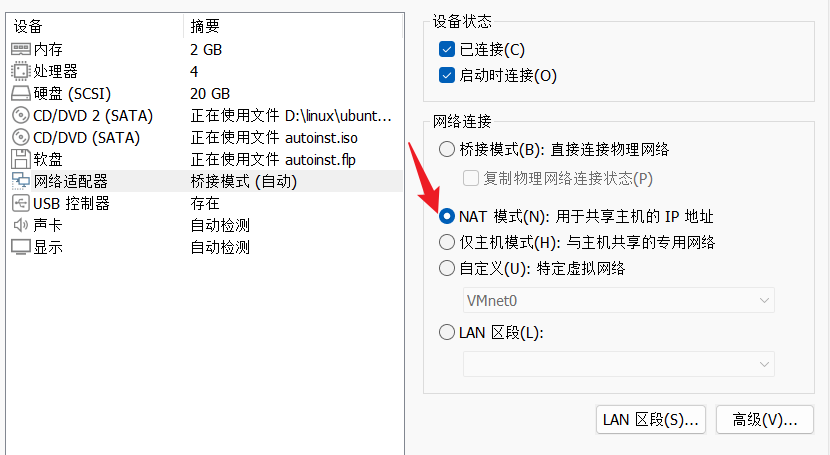 设备 摘要
内存 2 GB
处理器 4
硬盘 (SCSI) 20 GB
CD/DVD 2 (SATA) 正在使用文件 D:\linux\ubunt...
CD/DVD (SATA) 正在使用文件 autoinst.iso
软盘 正在使用文件 autoinst.flp
网络适配器 桥接模式 (自动)
USB 控制器 存在
声卡 自动检测
显示 自动检测
设备状态
已连接(C)
启动时连接(O)
网络连接
桥接模式(B): 直接连接物理网络
复制物理网络连接状态(P)
NAT 模式(N): 用于共享主机的 IP 地址
仅主机模式(H): 与主机共享的专用网络
自定义(U): 特定虚拟网络
VMnet0
LAN 区段(L):
LAN 区段(S)... 高级(V)...